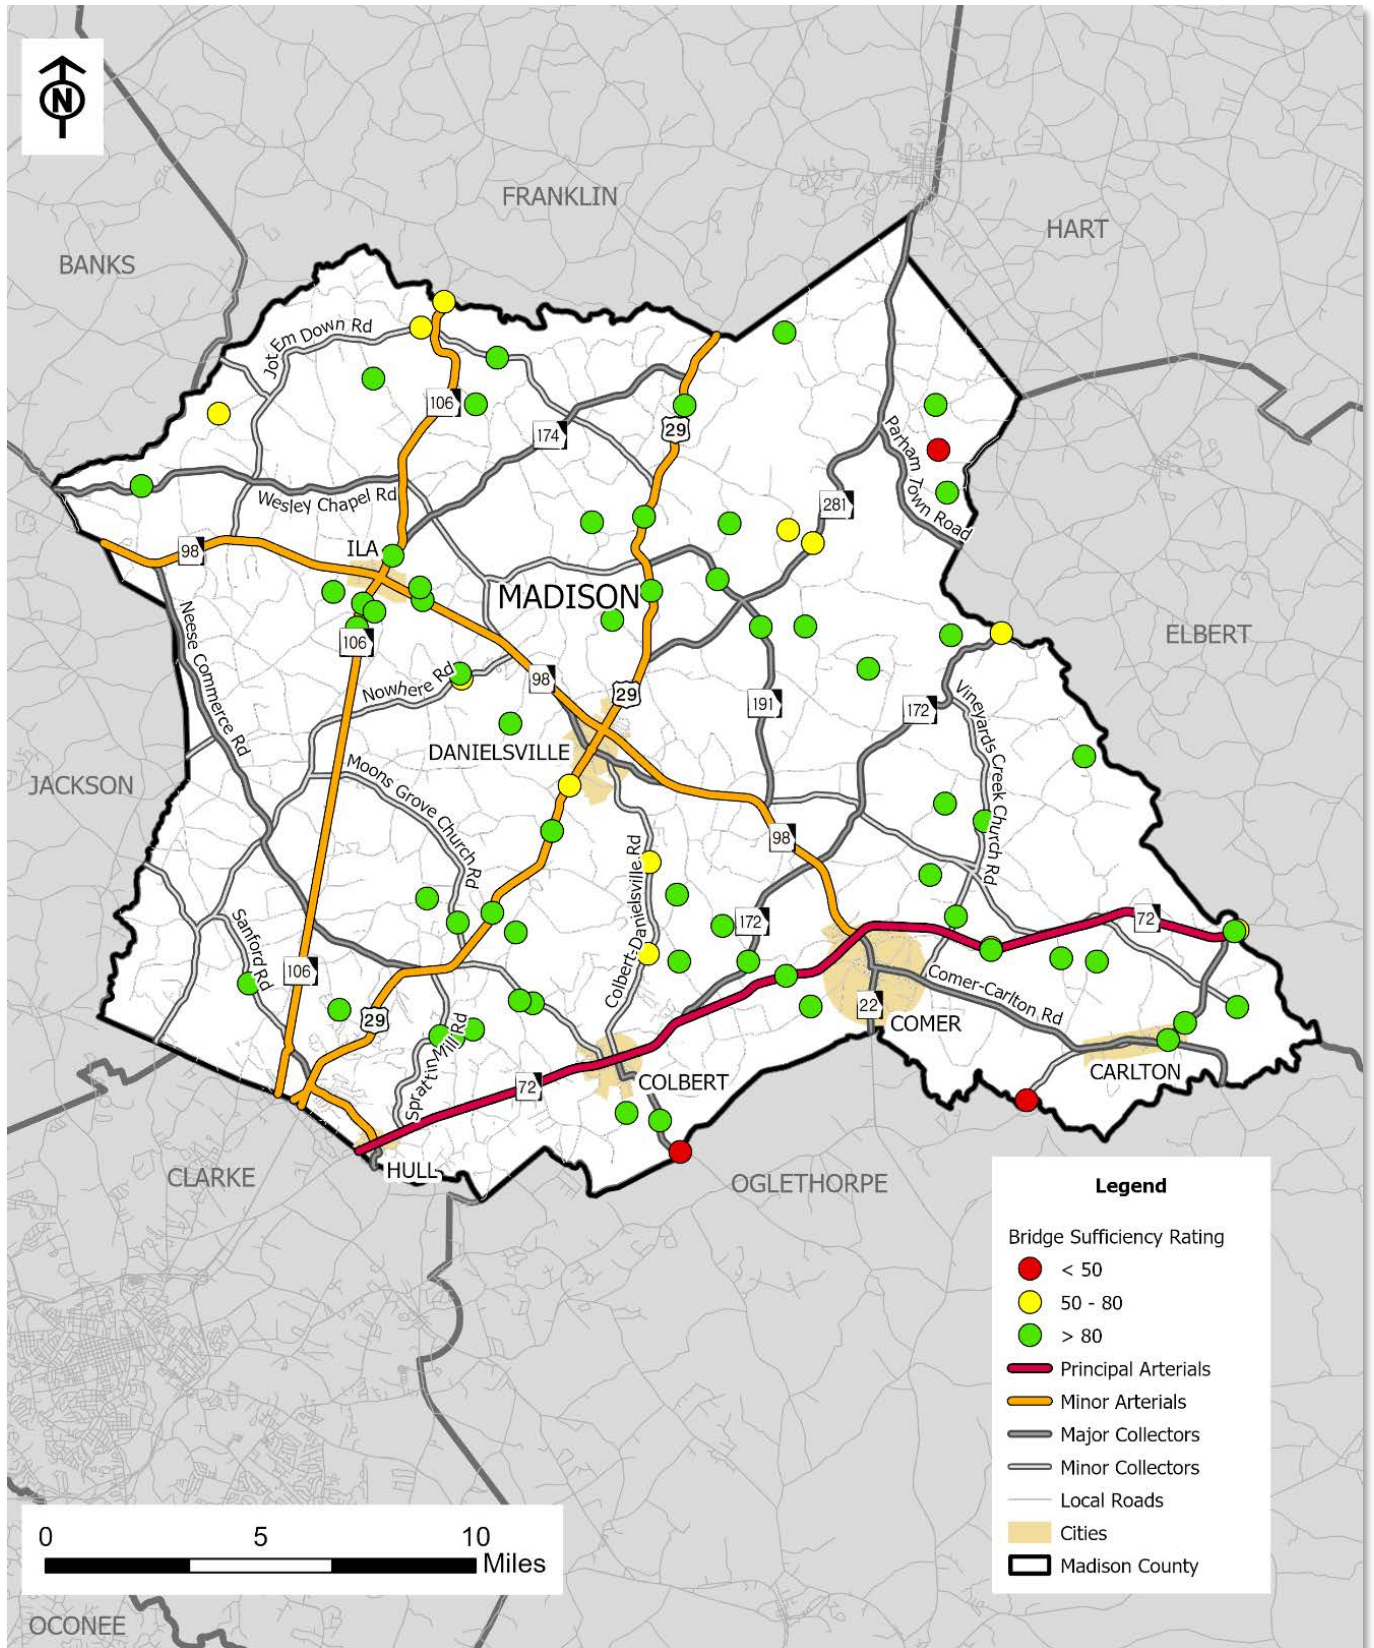 N
FRANKLIN
HART
BANKS
Jot Em Down Rd
106
174
29
Parham Town Road
281
Wesley Chapel Rd
98
ILA
MADISON
ELBERT
Neese Commerce Rd
106
Nowhere Rd
98
29
191
172
Vineyards Creek Church Rd
DANIELSVILLE
JACKSON
Moons Grove Church Rd
98
Colbert-Danielsville Rd
Sanford Rd
172
72
106
Comer-Carlton Rd
22
COMER
29
Sprattin Mill Rd
CARLTON
COLBERT
72
HULL
CLARKE
OGLETHORPE
Legend
Bridge Sufficiency Rating
< 50
50 - 80
> 80
Principal Arterials
Minor Arterials
Major Collectors
Minor Collectors
Local Roads
Cities
Madison County
0 5 10
Miles
OCONEE